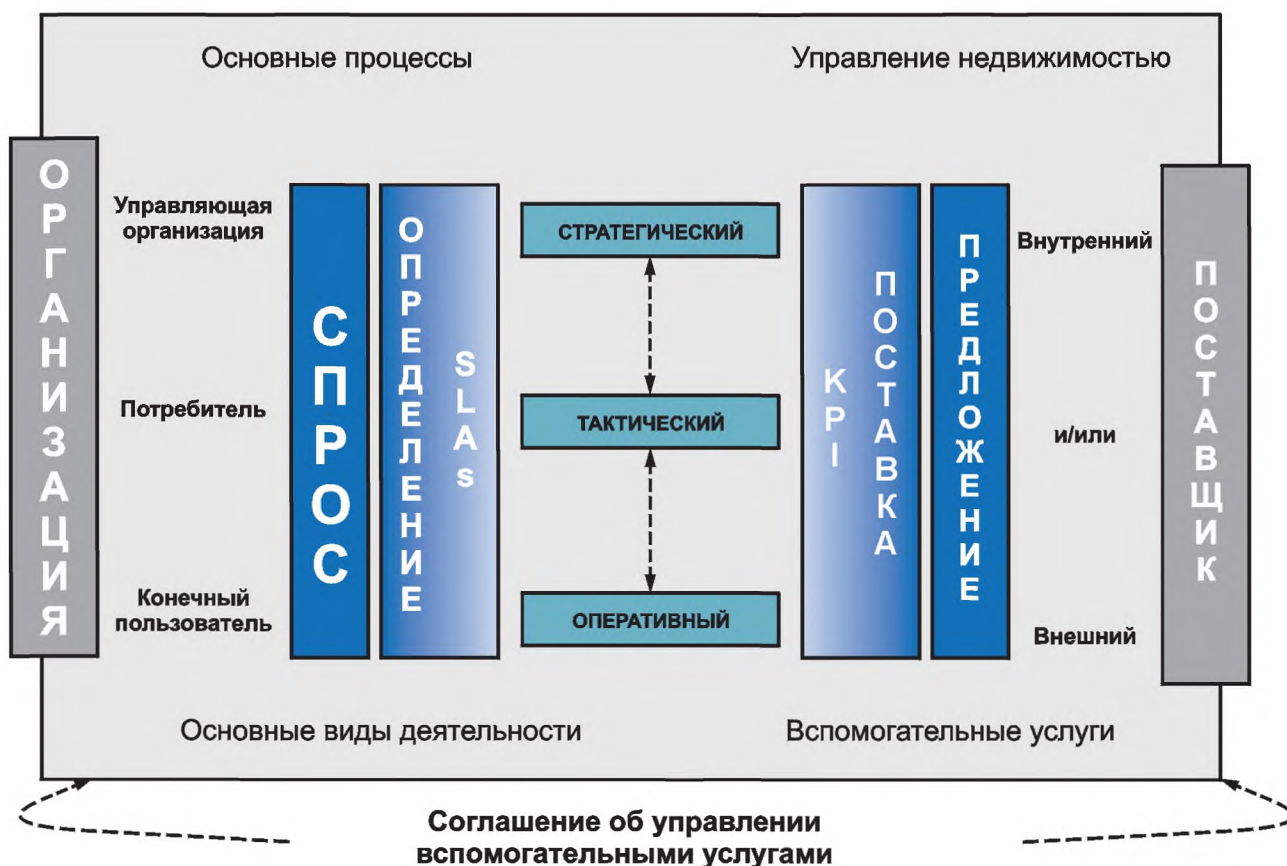 Основные процессы
Управление недвижимостью
ОРГАНИЗАЦИЯ
Управляющая
организация
Потребитель
Конечный
пользователь
СПРОС
ОПРЕДЕЛЕНИЕ
SLAs
СТРАТЕГИЧЕСКИЙ
ТАКТИЧЕСКИЙ
ОПЕРАТИВНЫЙ
KPI
ПОСТАВКА
ПРЕДЛОЖЕНИЕ
Внутренний
и/или
Внешний
ПОСТАВЩИК
Основные виды деятельности
Вспомогательные услуги
Соглашение об управлении
вспомогательными услугами